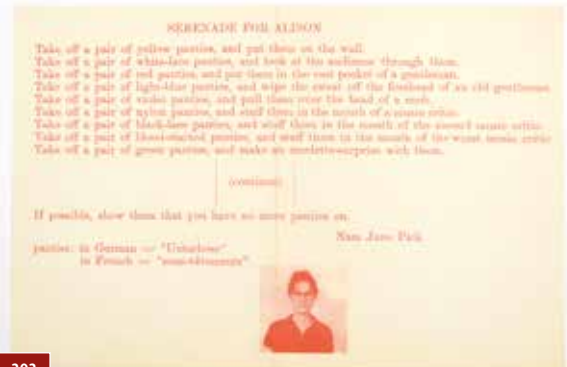 SERENADE FOR ALISON
Take off a pair of yellow panties, and put them on the wall.
Take off a pair of white-lace panties, and look at the audience through them.
Take off a pair of red panties, and put them in the vest pocket of a gentleman.
Take off a pair of light-blue panties, and wipe the sweat off the forehead of an old gentleman.
Take off a pair of violet panties, and pull them over the head of a snob.
Take off a pair of nylon panties, and stuff them in the mouth of a music critic.
Take off a pair of black-lace panties, and stuff them in the mouth of the second music critic.
Take off a pair of blood-stained panties, and stuff them in the mouth of the worst music critic.
Take off a pair of green panties, and make an omelette-surprise with them.
(continue)
If possible, show them that you have no more panties on.
Nam June Paik
panties: in German — "Unterhose"
in French — "sous-vêtements"
202